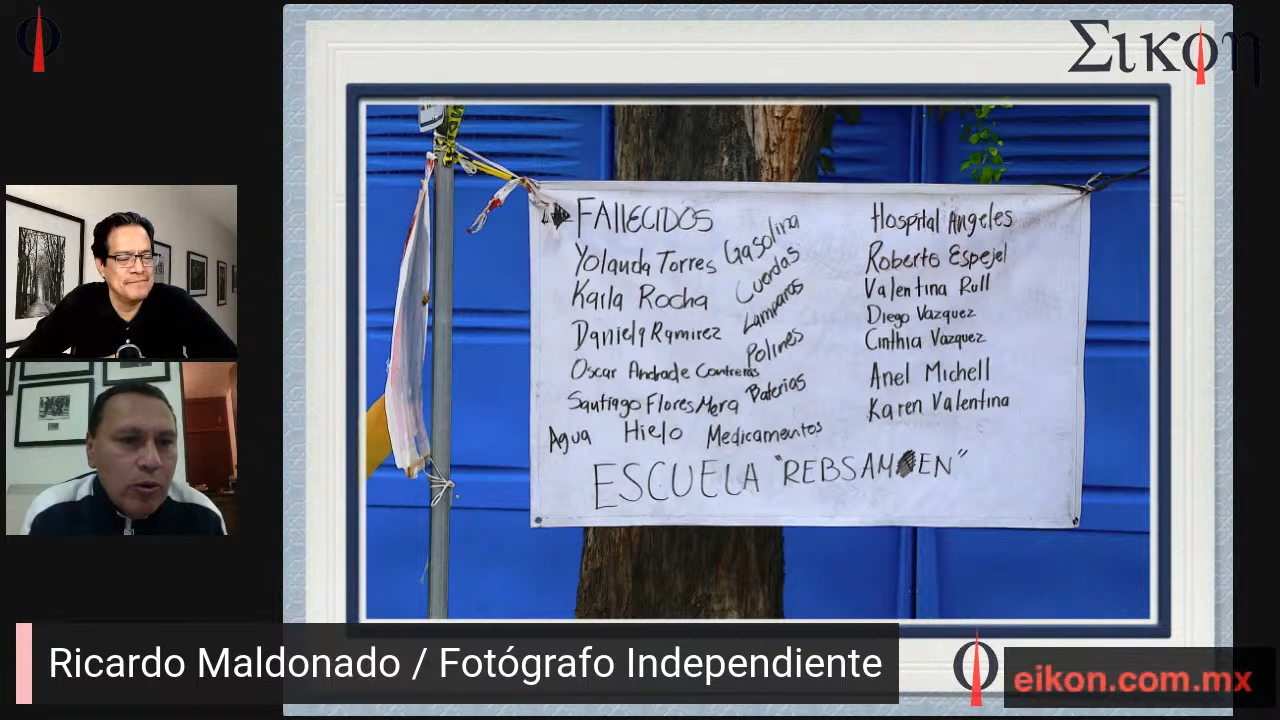 Σικοη
FALLECIDOS
Yolanda Torres
Karla Rocha
Daniela Ramirez
Oscar Andrade Contreras
Santiago Flores Mora
Gasolina
Cuerdas
Lamparas
Polines
Baterias
Agua Hielo Medicamentos
Hospital Angeles
Roberto Espejel
Valentina Rull
Diego Vazquez
Cinthia Vazquez
Anel Michell
Karen Valentina
ESCUELA "REBSAMEN"
Ricardo Maldonado / Fotógrafo Independiente
eikon.com.mx